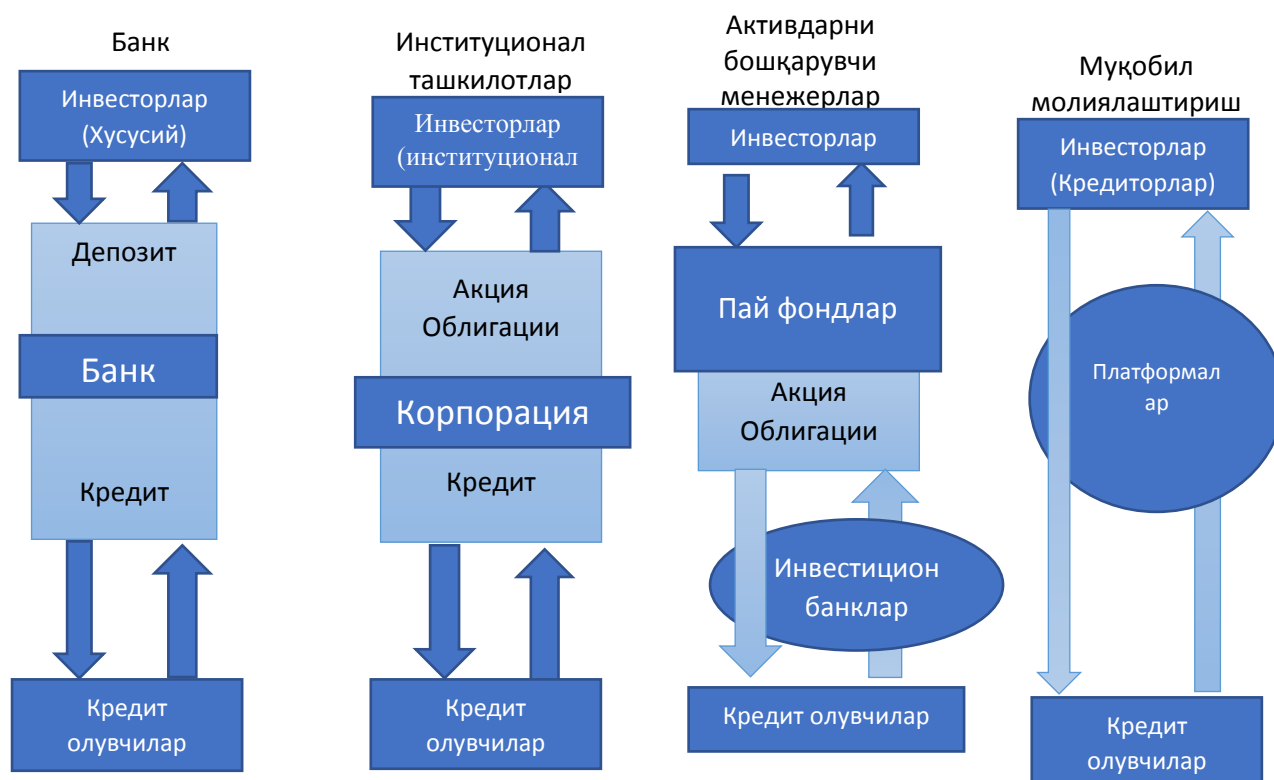 Банк
Инвесторлар
(Хусусий)
Депозит
Банк
Кредит
Кредит
олувчилар
Институционал
ташкилотлар
Инвесторлар
(институционал
Акция
Облигации
Корпорация
Кредит
Кредит
олувчилар
Активдарни
бошқарувчи
менежерлар
Инвесторлар
Пай фондлар
Акция
Облигации
Инвестицион
банклар
Кредит олувчилар
Муқобил
молиялаштириш
Инвесторлар
(Кредиторлар)
Платформал
ар
Кредит
олувчилар